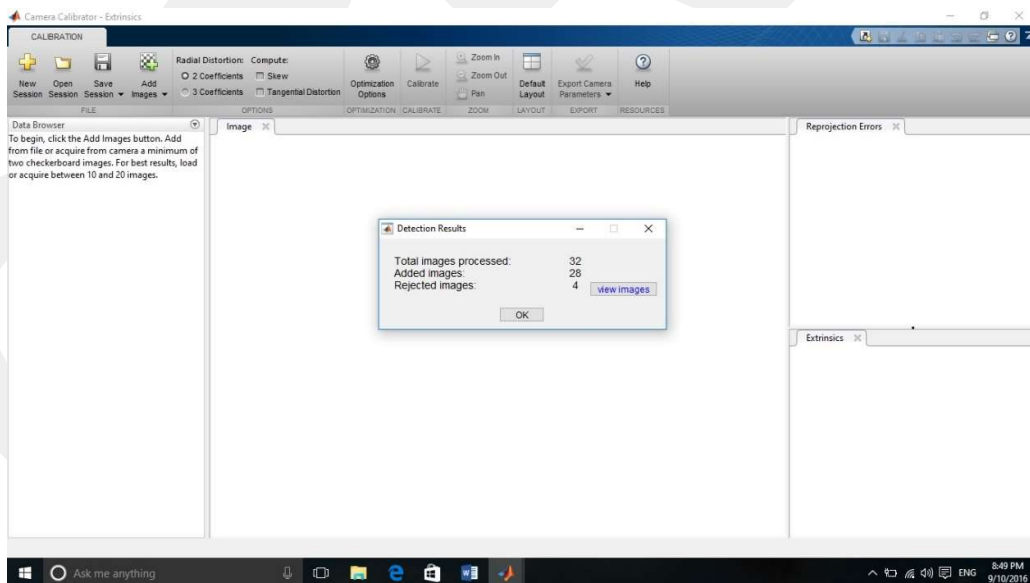 Camera Calibrator - Extrinsics
CALIBRATION
New Session
Open Session
Save Session
Add Images
FILE
Radial Distortion:
2 Coefficients
3 Coefficients
Compute:
Skew
Tangential Distortion
OPTIONS
Optimization Options
OPTIMIZATION
Calibrate
CALIBRATE
Zoom In
Zoom Out
Pan
ZOOM
Default Layout
LAYOUT
Export Camera Parameters
EXPORT
Help
RESOURCES
Data Browser
To begin, click the Add Images button. Add
from file or acquire from camera a minimum of
two checkerboard images. For best results, load
or acquire between 10 and 20 images.
Image
Reprojection Errors
Extrinsics
Detection Results
Total images processed: 32
Added images: 28
Rejected images: 4 view images
OK
Ask me anything
ENG
8:49 PM
9/10/2016